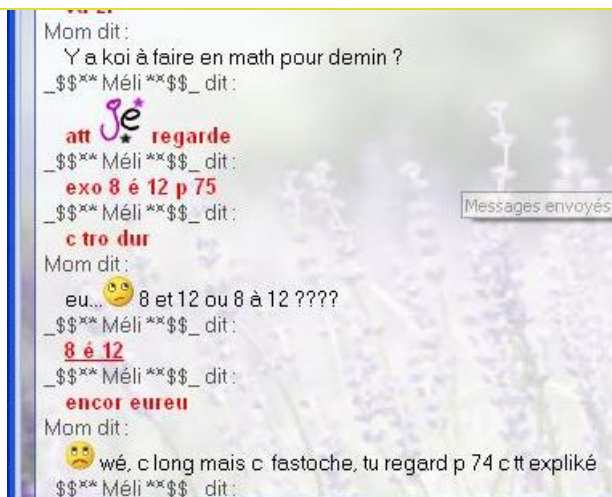 Mom dit :
Y a koi à faire en math pour demin ?
_$$** Méli **$$_ dit :
att Je regarde
_$$** Méli **$$_ dit :
exo 8 é 12 p 75
_$$** Méli **$$_ dit :
c tro dur
Messages envoyés
Mom dit :
eu... 8 et 12 ou 8 à 12 ????
_$$** Méli **$$_ dit :
8 é 12
_$$** Méli **$$_ dit :
encor eureu
Mom dit :
wé, c long mais c fastoche, tu regard p 74 c tt expliké
_$$** Méli **$$_ dit :